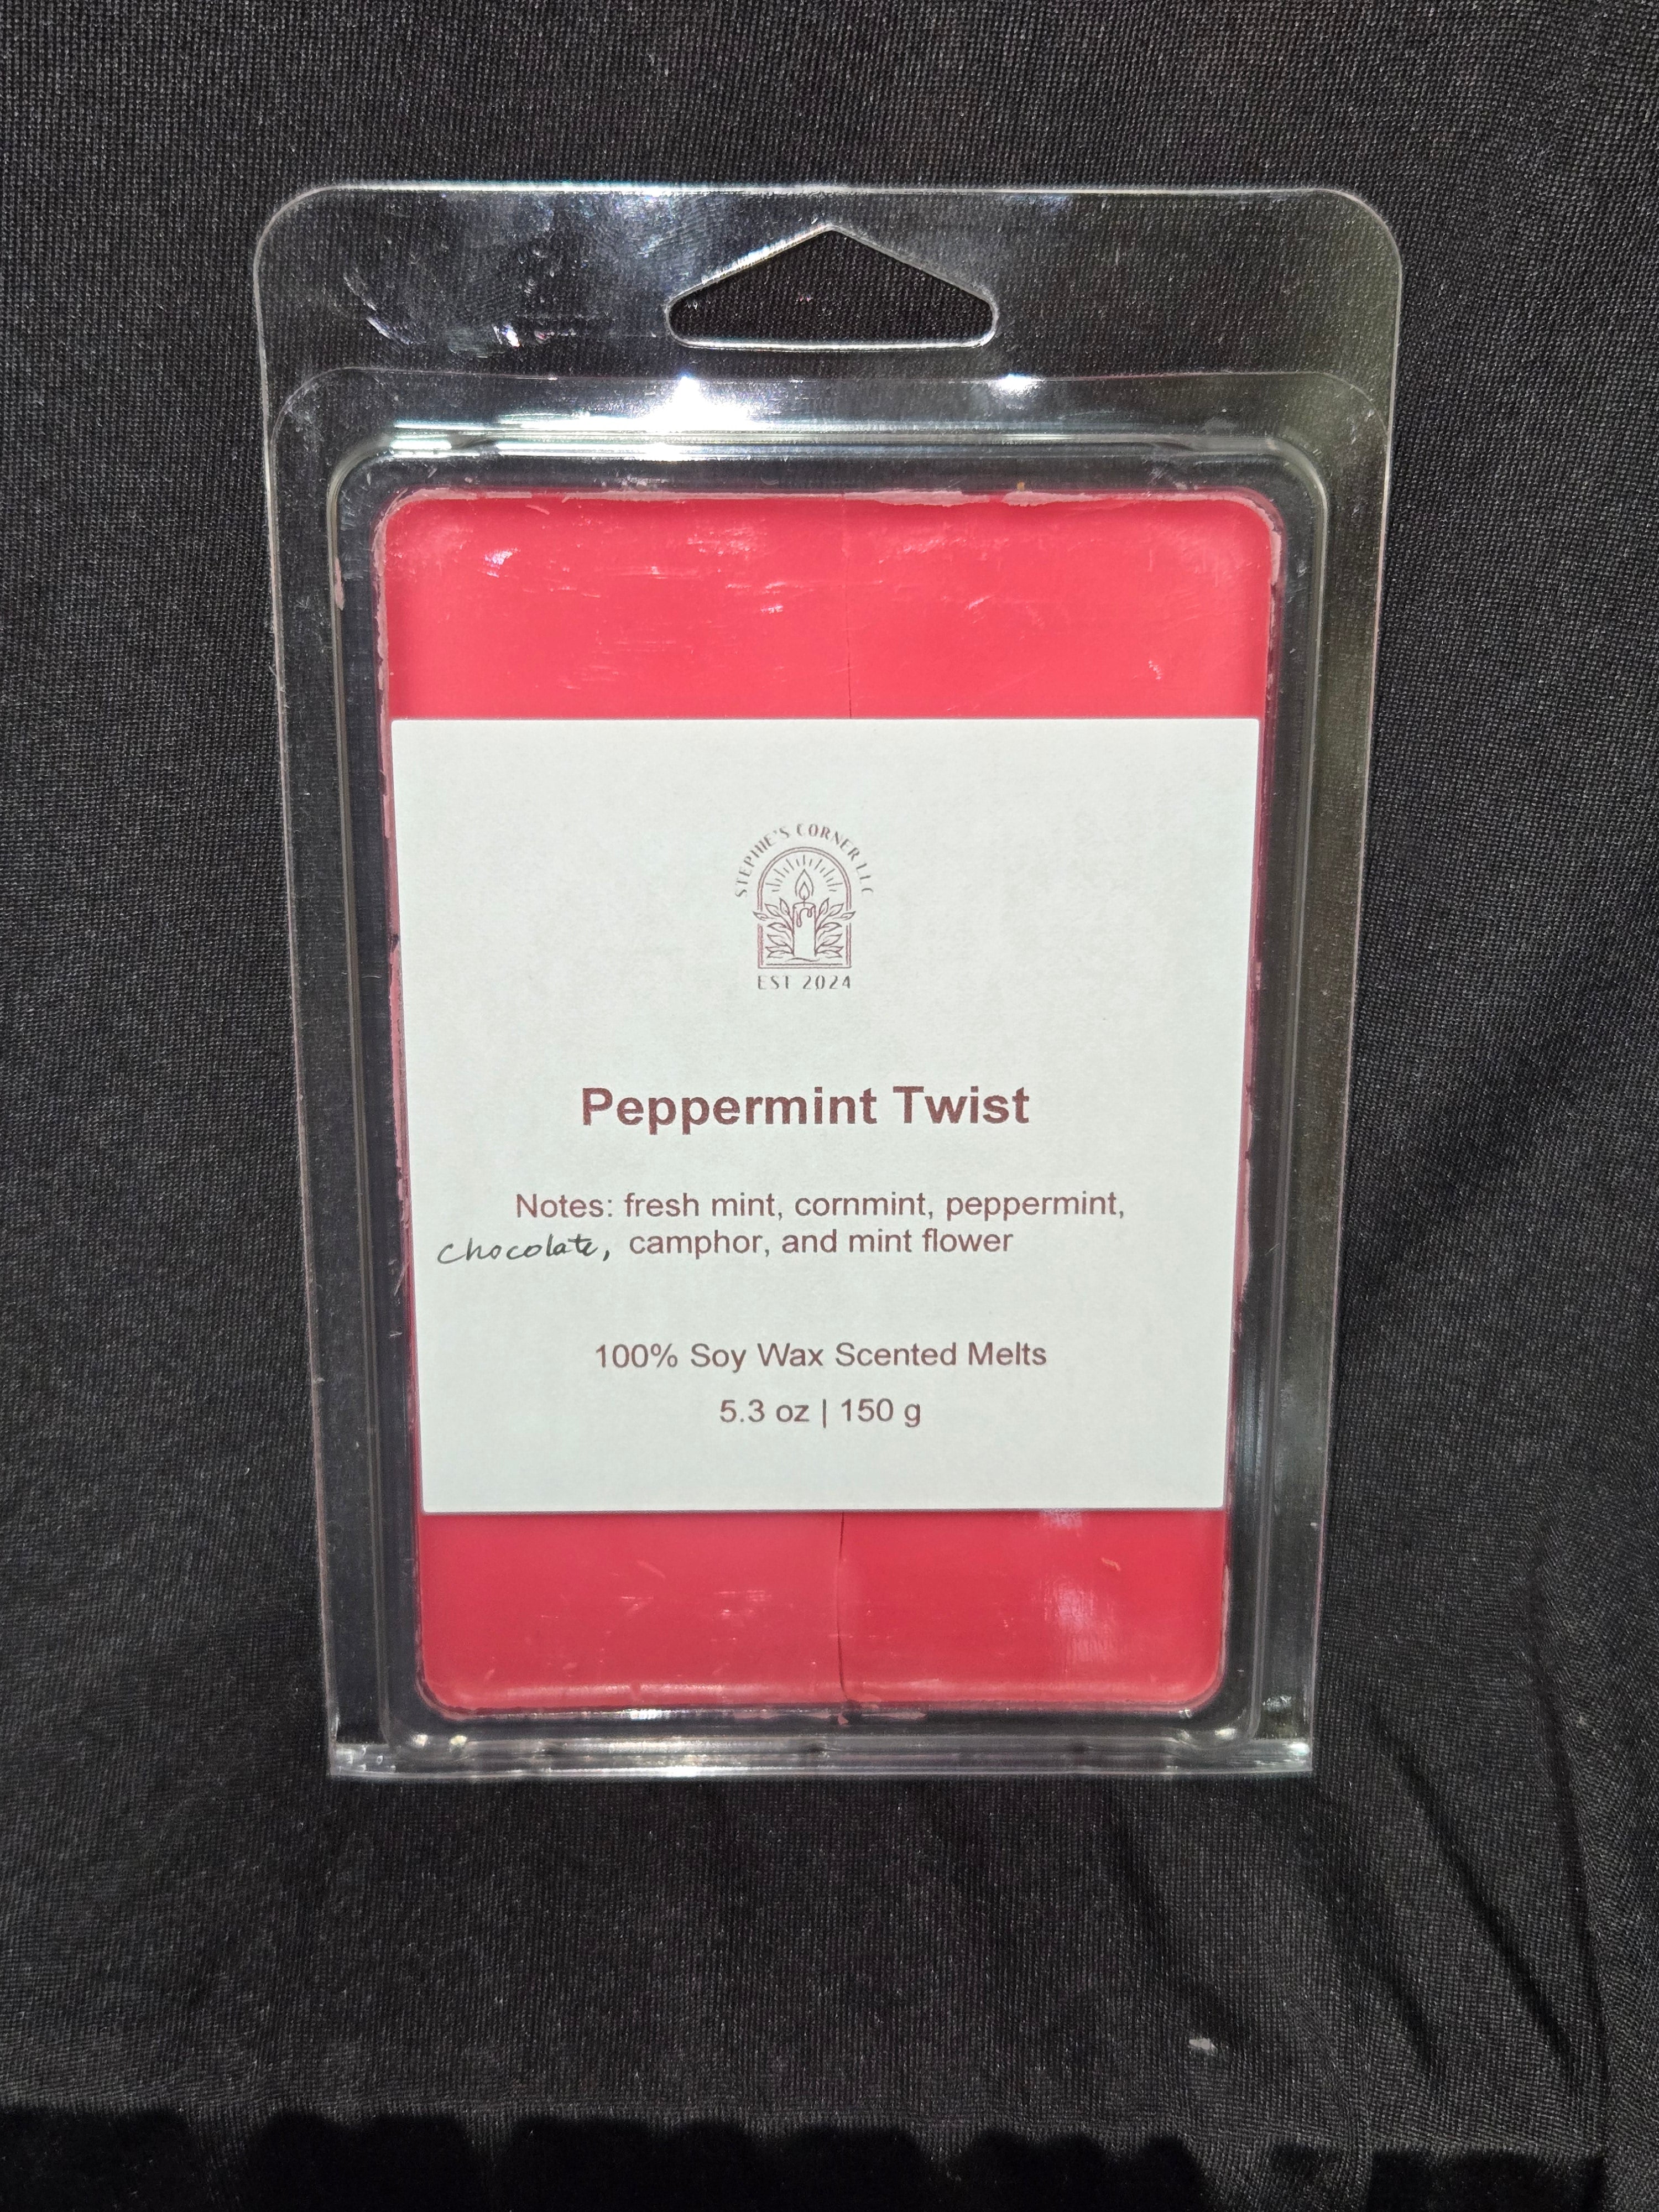 STEPHIE'S CORNER LLC
EST 2024
Peppermint Twist
Notes: fresh mint, cornmint, peppermint,
chocolate, camphor, and mint flower
100% Soy Wax Scented Melts
5.3 oz | 150 g